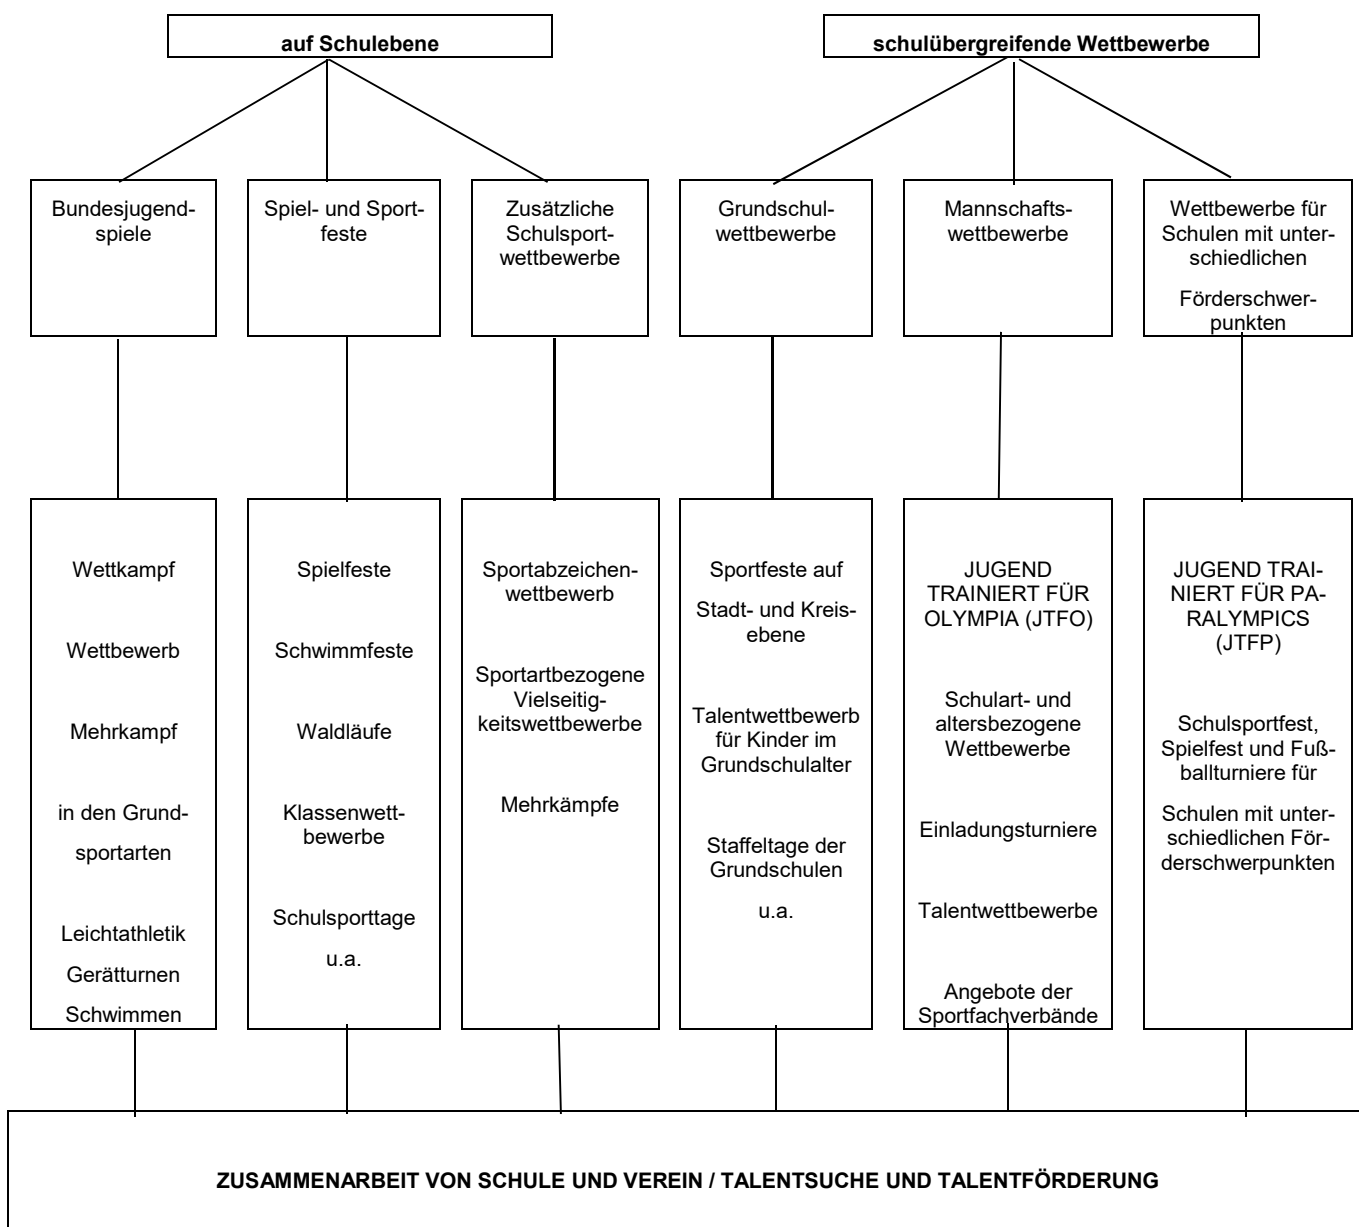 auf Schulebene
schulübergreifende Wettbewerbe
Bundesjugend-
spiele
Spiel- und Sport-
feste
Zusätzliche
Schulsport-
wettbewerbe
Grundschul-
wettbewerbe
Mannschafts-
wettbewerbe
Wettbewerbe für
Schulen mit unter-
schiedlichen
Förderschwer-
punkten
Wettkampf
Wettbewerb
Mehrkampf
in den Grund-
sportarten
Leichtathletik
Gerätturnen
Schwimmen
Spielfeste
Schwimmfeste
Waldläufe
Klassenwett-
bewerbe
Schulsporttage
u.a.
Sportabzeichen-
wettbewerb
Sportartbezogene
Vielseitig-
keitswettbewerbe
Mehrkämpfe
Sportfeste auf
Stadt- und Kreis-
ebene
Talentwettbewerb
für Kinder im
Grundschulalter
Staffeltage der
Grundschulen
u.a.
JUGEND
TRAINIERT FÜR
OLYMPIA (JTFO)
Schulart- und
altersbezogene
Wettbewerbe
Einladungsturniere
Talentwettbewerbe
Angebote der
Sportfachverbände
JUGEND TRAI-
NIERT FÜR PA-
RALYMPICS
(JTFP)
Schulsportfest,
Spielfest und Fuß-
ballturniere für
Schulen mit unter-
schiedlichen För-
derschwerpunkten
ZUSAMMENARBEIT VON SCHULE UND VEREIN / TALENTSUCHE UND TALENTFÖRDERUNG